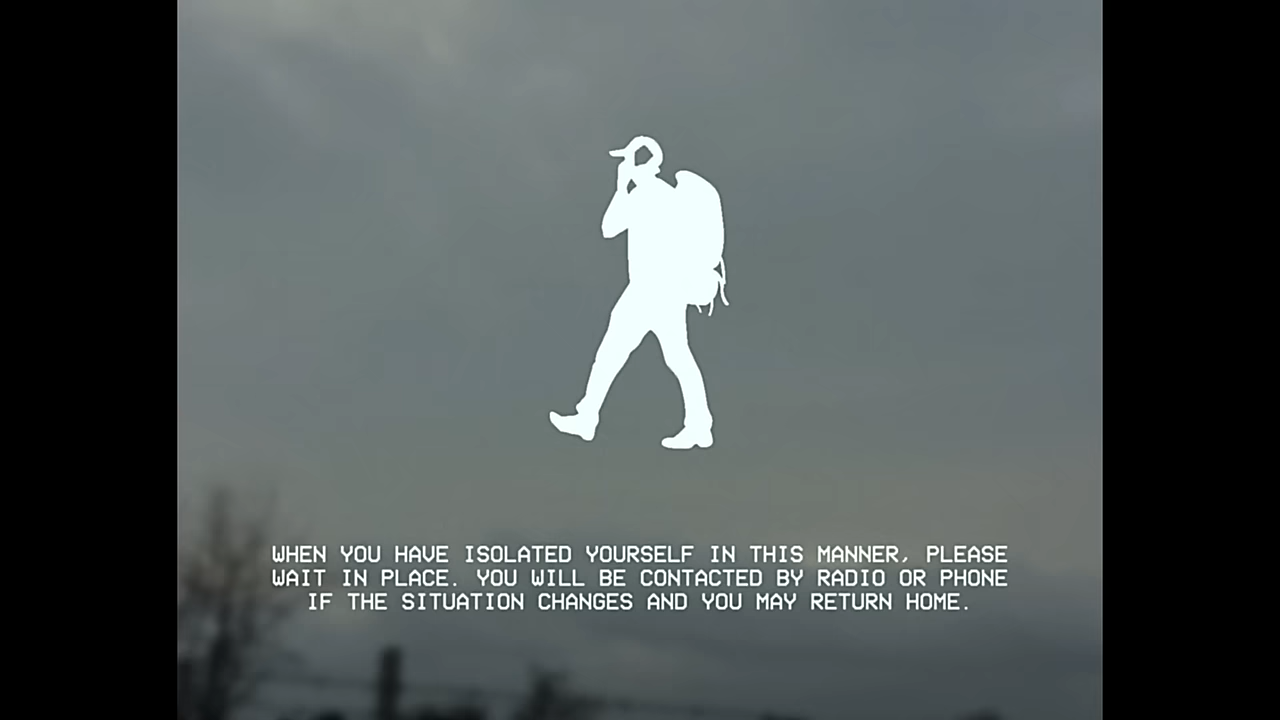 WHEN YOU HAVE ISOLATED YOURSELF IN THIS MANNER, PLEASE
WAIT IN PLACE. YOU WILL BE CONTACTED BY RADIO OR PHONE
IF THE SITUATION CHANGES AND YOU MAY RETURN HOME.